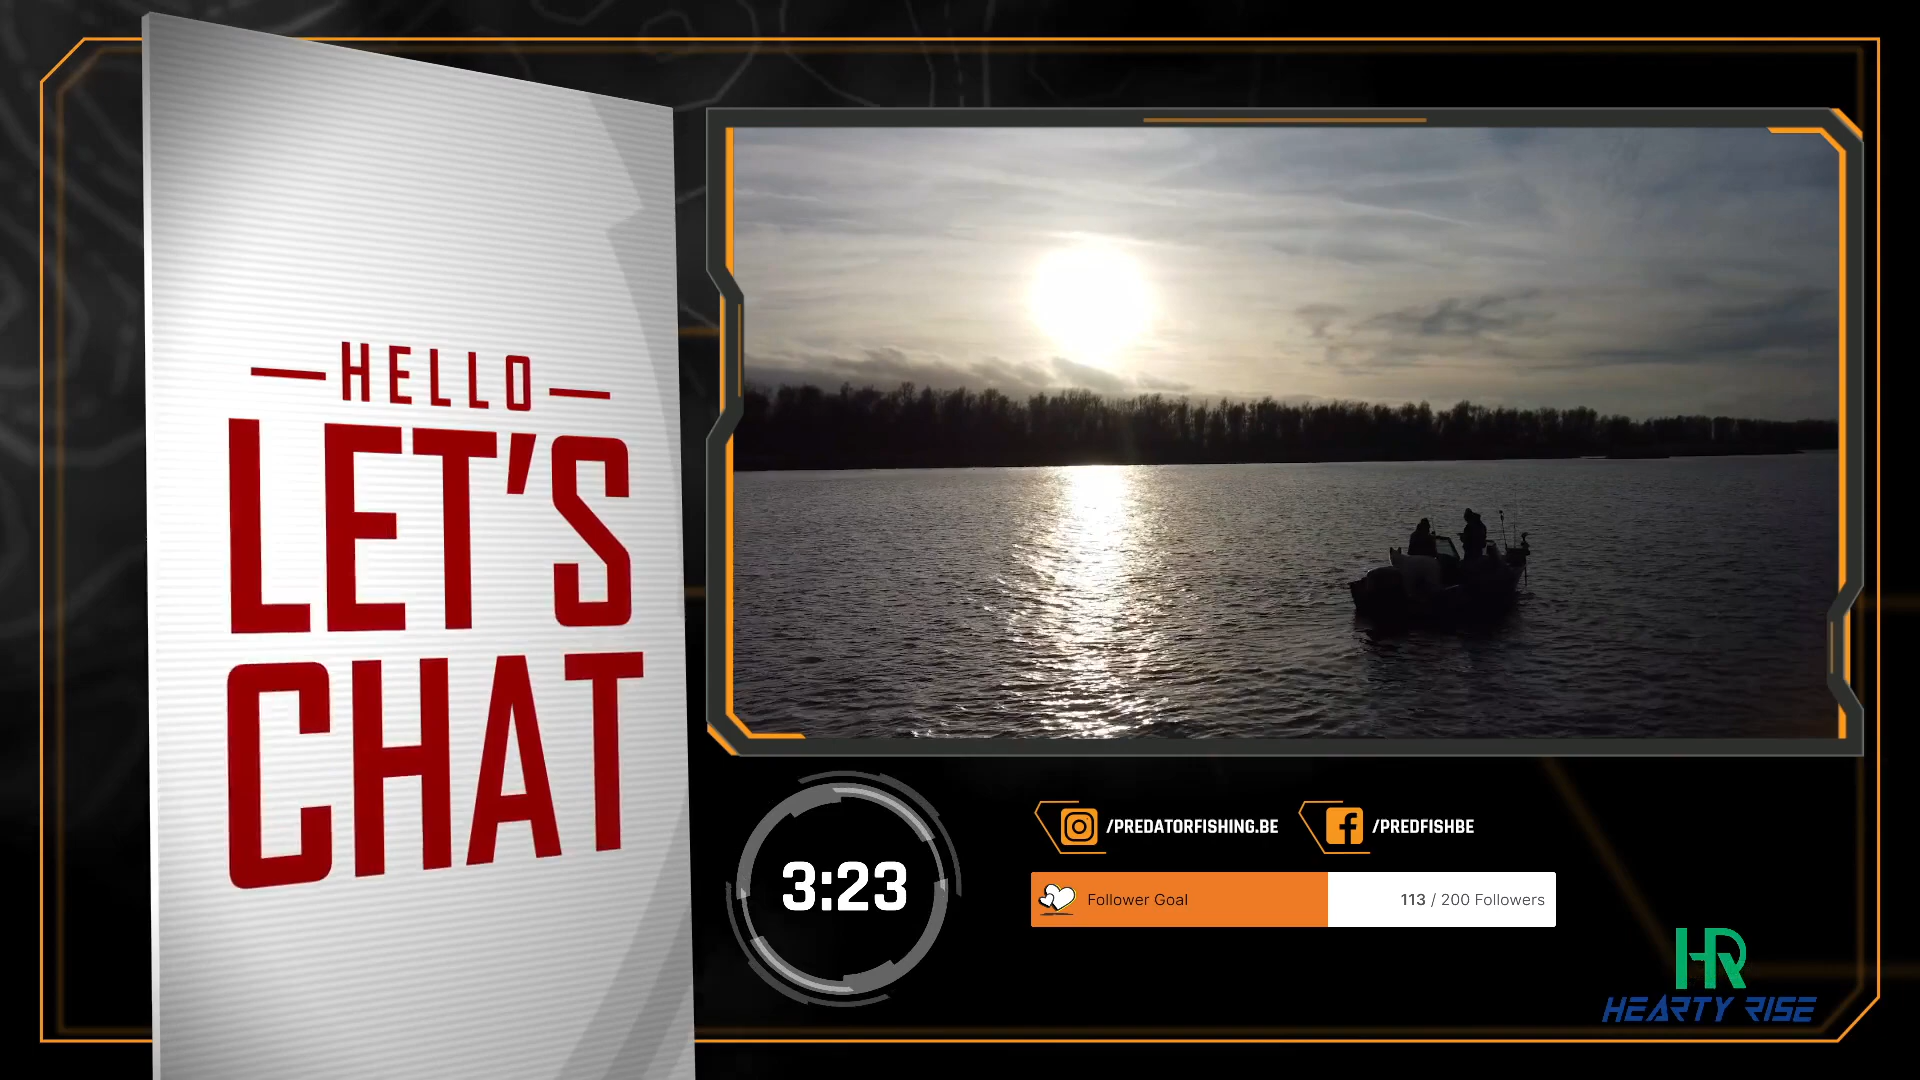 HELLO
LET'S
CHAT
3:23
/PREDATORFISHING.BE
/PREDFISHBE
Follower Goal
113 / 200 Followers
HR
HEARTY RISE